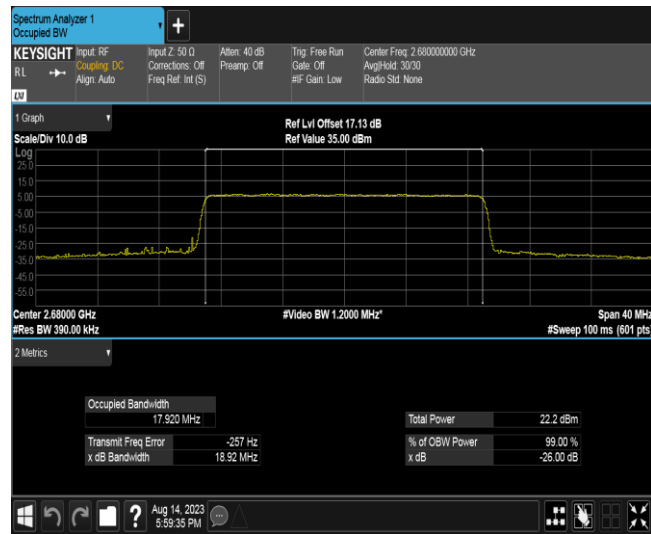 Spectrum Analyzer 1
Occupied BW
+
KEYSIGHT
RL
LXI
Input: RF
Coupling: DC
Align: Auto
Input Z: 50 Ω
Corrections: Off
Freq Ref: Int (S)
Atten: 40 dB
Preamp: Off
Trig: Free Run
Gate: Off
#IF Gain: Low
Center Freq: 2.680000000 GHz
Avg|Hold: 30/30
Radio Std: None
1 Graph
Scale/Div 10.0 dB
Ref Lvl Offset 17.13 dB
Ref Value 35.00 dBm
Log
25.0
15.0
5.00
-5.00
-15.0
-25.0
-35.0
-45.0
-55.0
Center 2.68000 GHz
#Res BW 390.00 kHz
#Video BW 1.2000 MHz*
Span 40 MHz
#Sweep 100 ms (601 pts)
2 Metrics
Occupied Bandwidth
17.920 MHz
Transmit Freq Error -257 Hz
x dB Bandwidth 18.92 MHz
Total Power 22.2 dBm
% of OBW Power 99.00 %
x dB -26.00 dB
?
Aug 14, 2023
5:59:35 PM